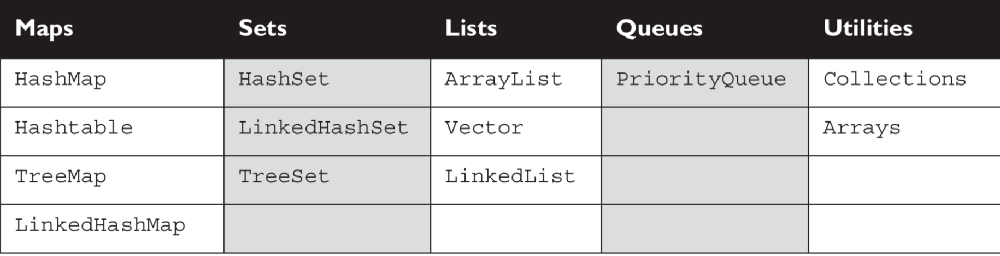 Maps Sets Lists Queues Utilities
HashMap HashSet ArrayList PriorityQueue Collections
Hashtable LinkedHashSet Vector Arrays
TreeMap TreeSet LinkedList
LinkedHashMap